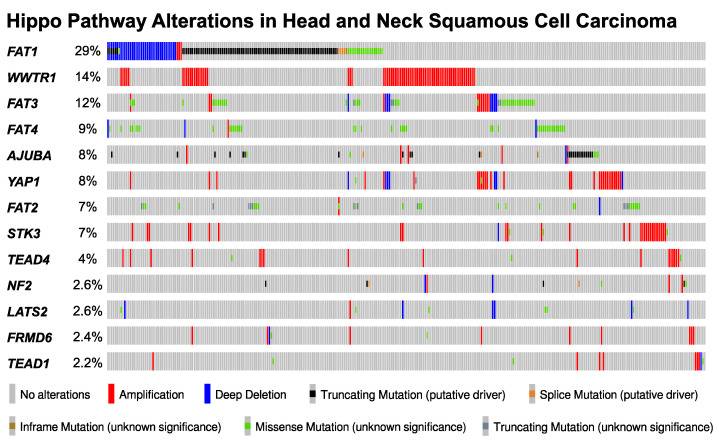 Hippo Pathway Alterations in Head and Neck Squamous Cell Carcinoma
FAT1 29%
WWTR1 14%
FAT3 12%
FAT4 9%
AJUBA 8%
YAP1 8%
FAT2 7%
STK3 7%
TEAD4 4%
NF2 2.6%
LATS2 2.6%
FRMD6 2.4%
TEAD1 2.2%
No alterations Amplification Deep Deletion Truncating Mutation (putative driver) Splice Mutation (putative driver)
Inframe Mutation (unknown significance) Missense Mutation (unknown significance) Truncating Mutation (unknown significance)